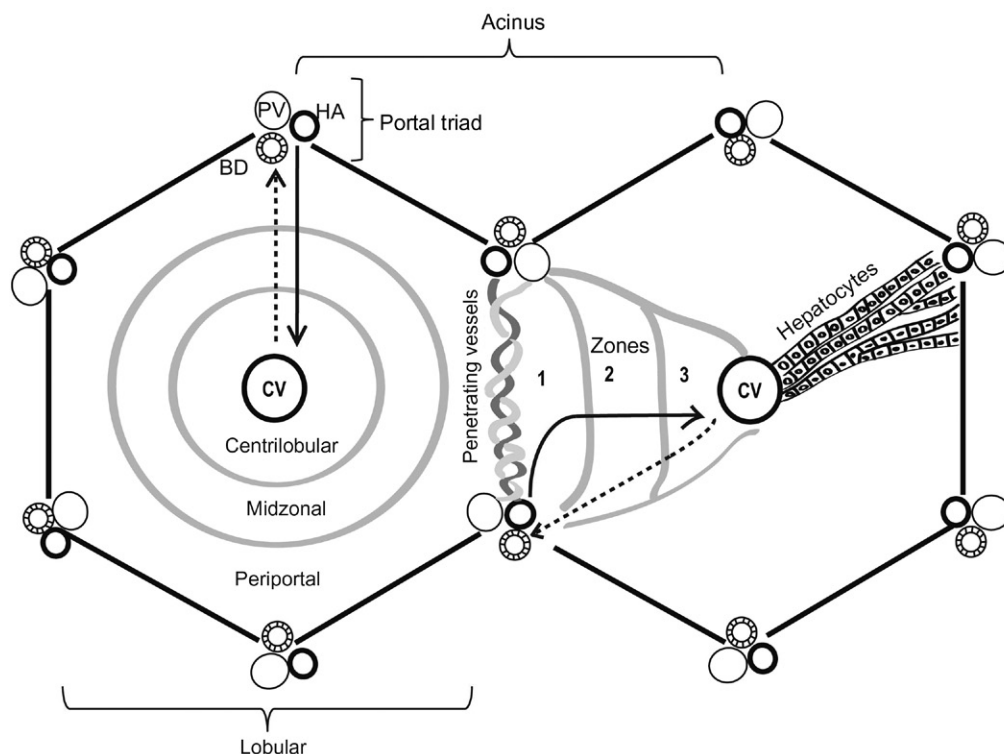 Acinus
PV
HA
Portal triad
BD
Penetrating vessels
Zones
1
2
3
Hepatocytes
CV
CV
Centrilobular
Midzonal
Periportal
Lobular